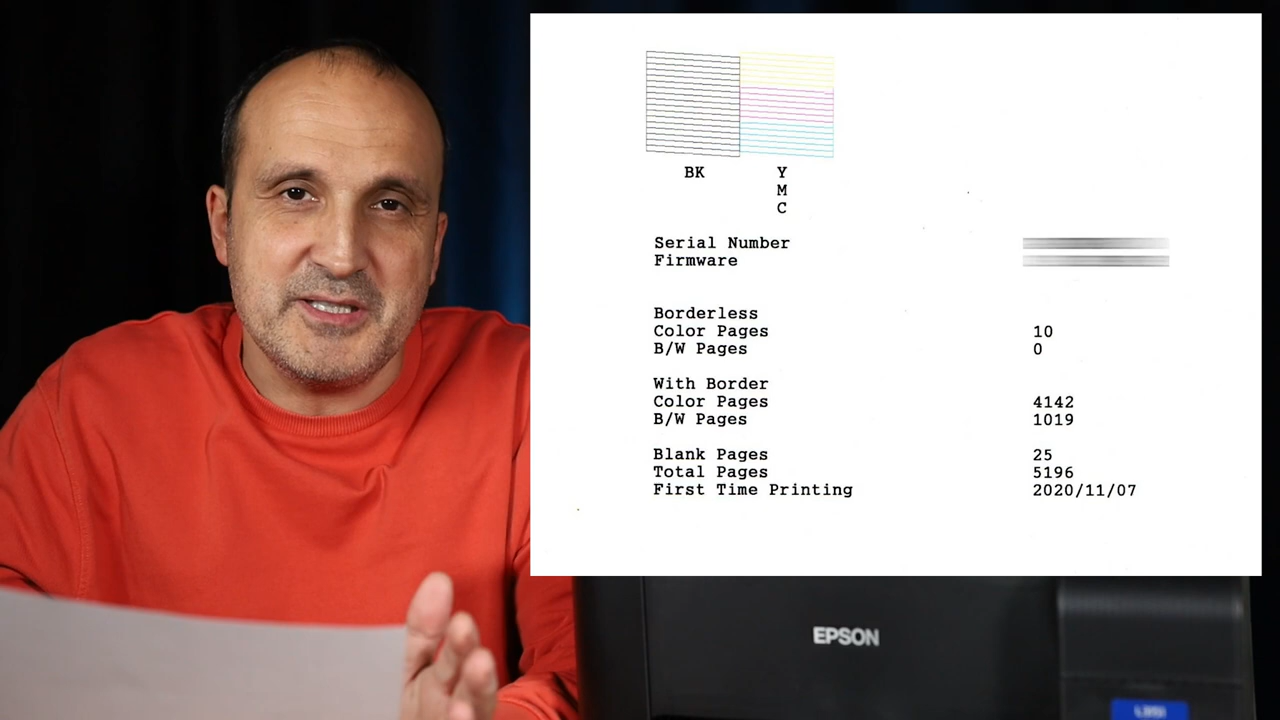 BK Y
M
C
Serial Number
Firmware
Borderless
Color Pages 10
B/W Pages 0
With Border
Color Pages 4142
B/W Pages 1019
Blank Pages 25
Total Pages 5196
First Time Printing 2020/11/07
EPSON